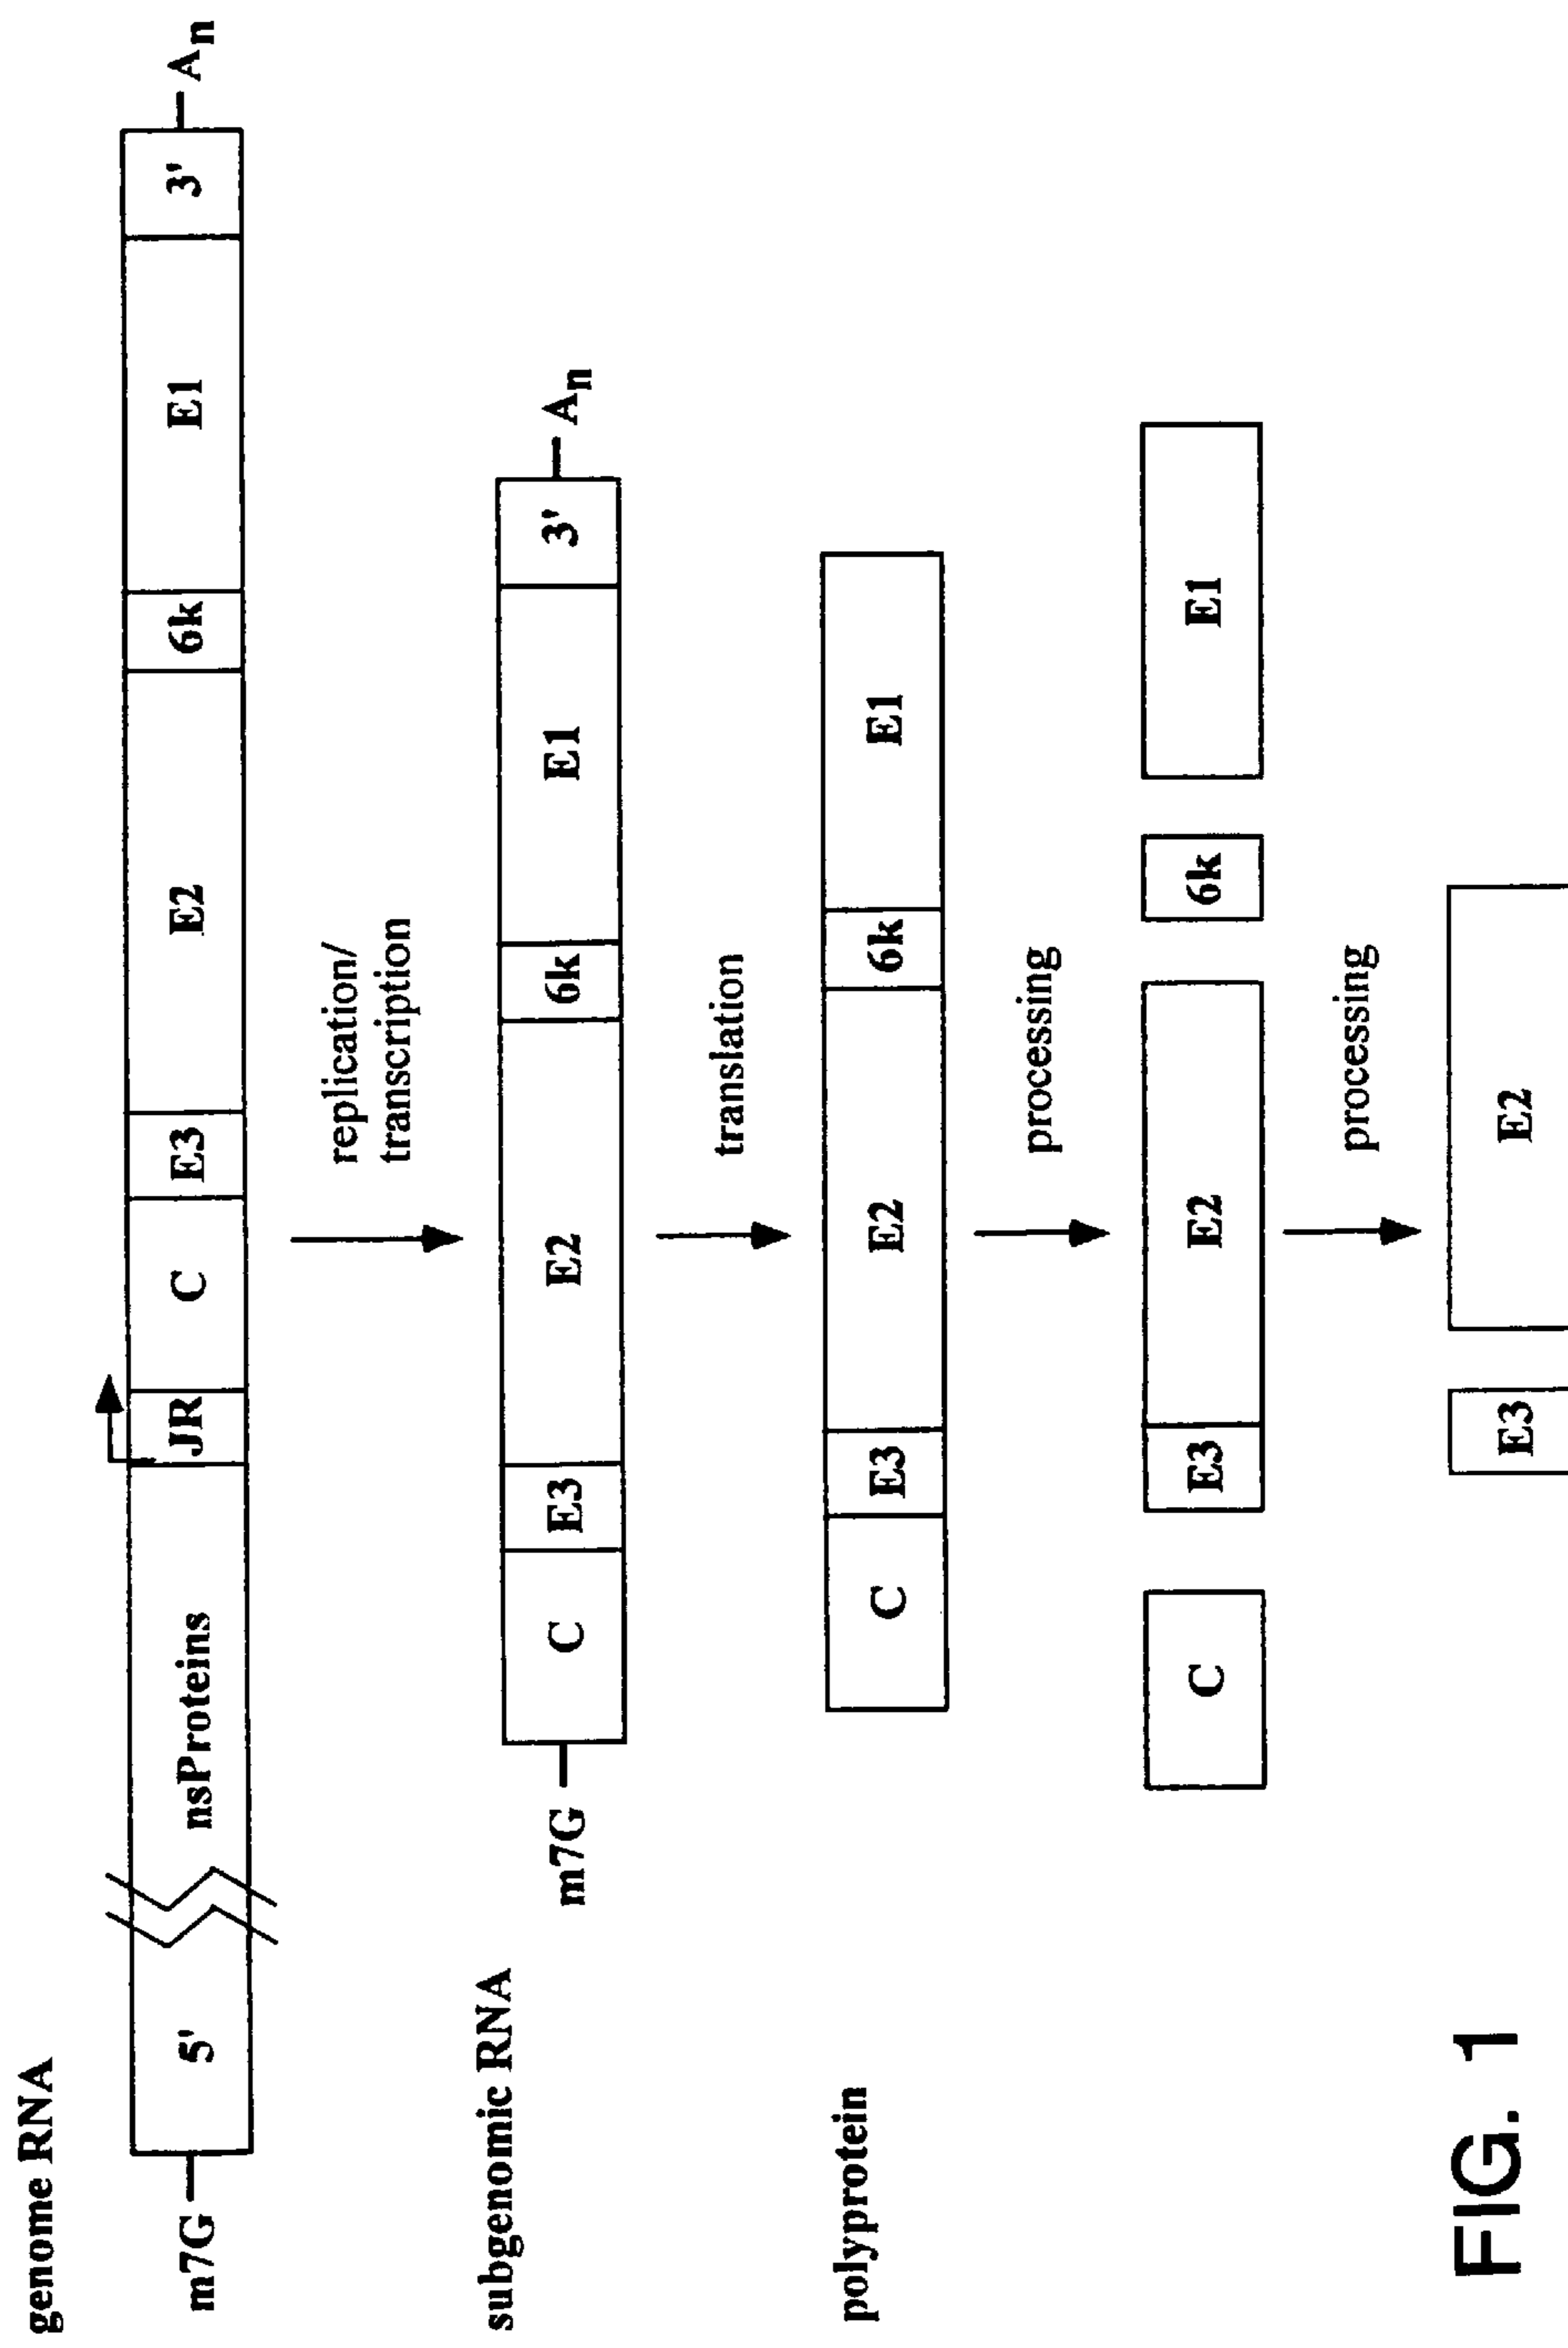 genome RNA
m7G 5' nsProteins JR C E3 E2 6k E1 3' An
replication/
transcription
subgenomic RNA
m7G C E3 E2 6k E1 3' An
translation
polyprotein
C E3 E2 6k E1
processing
C E3 E2 6k E1
processing
E3 E2
FIG. 1